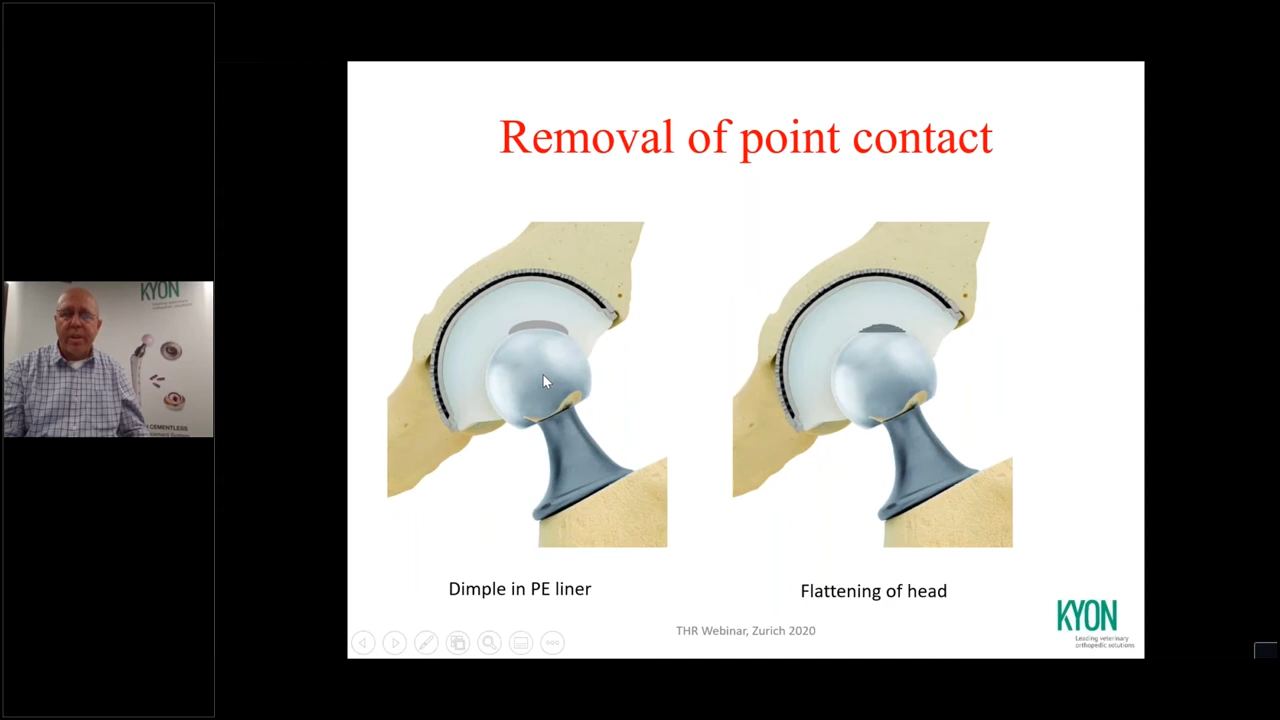 KYON
CEMENTLESS
Removal of point contact
Dimple in PE liner
Flattening of head
THR Webinar, Zurich 2020
KYON
Leading veterinary
orthopedic solutions